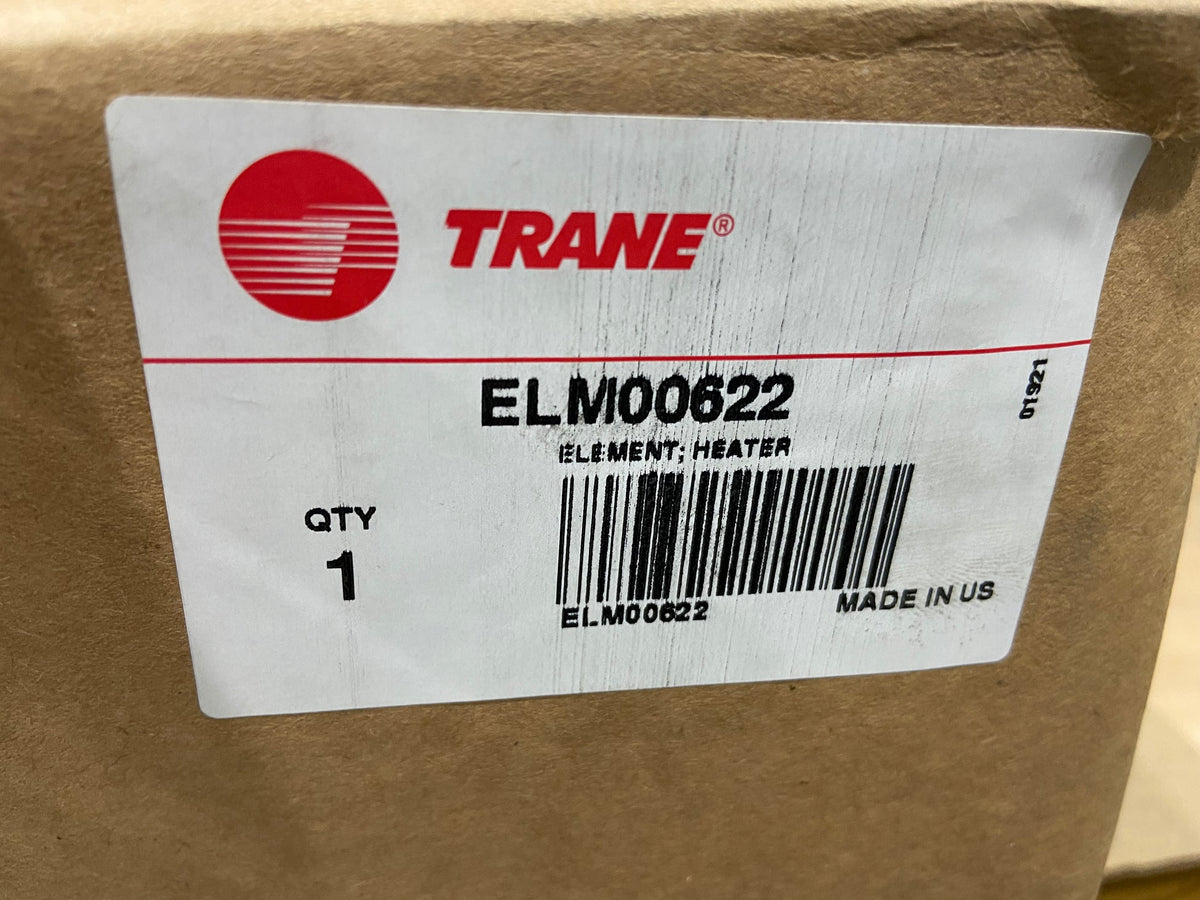 TRANE®
ELM00622
ELEMENT; HEATER
01921
QTY
1
ELM00622
MADE IN US